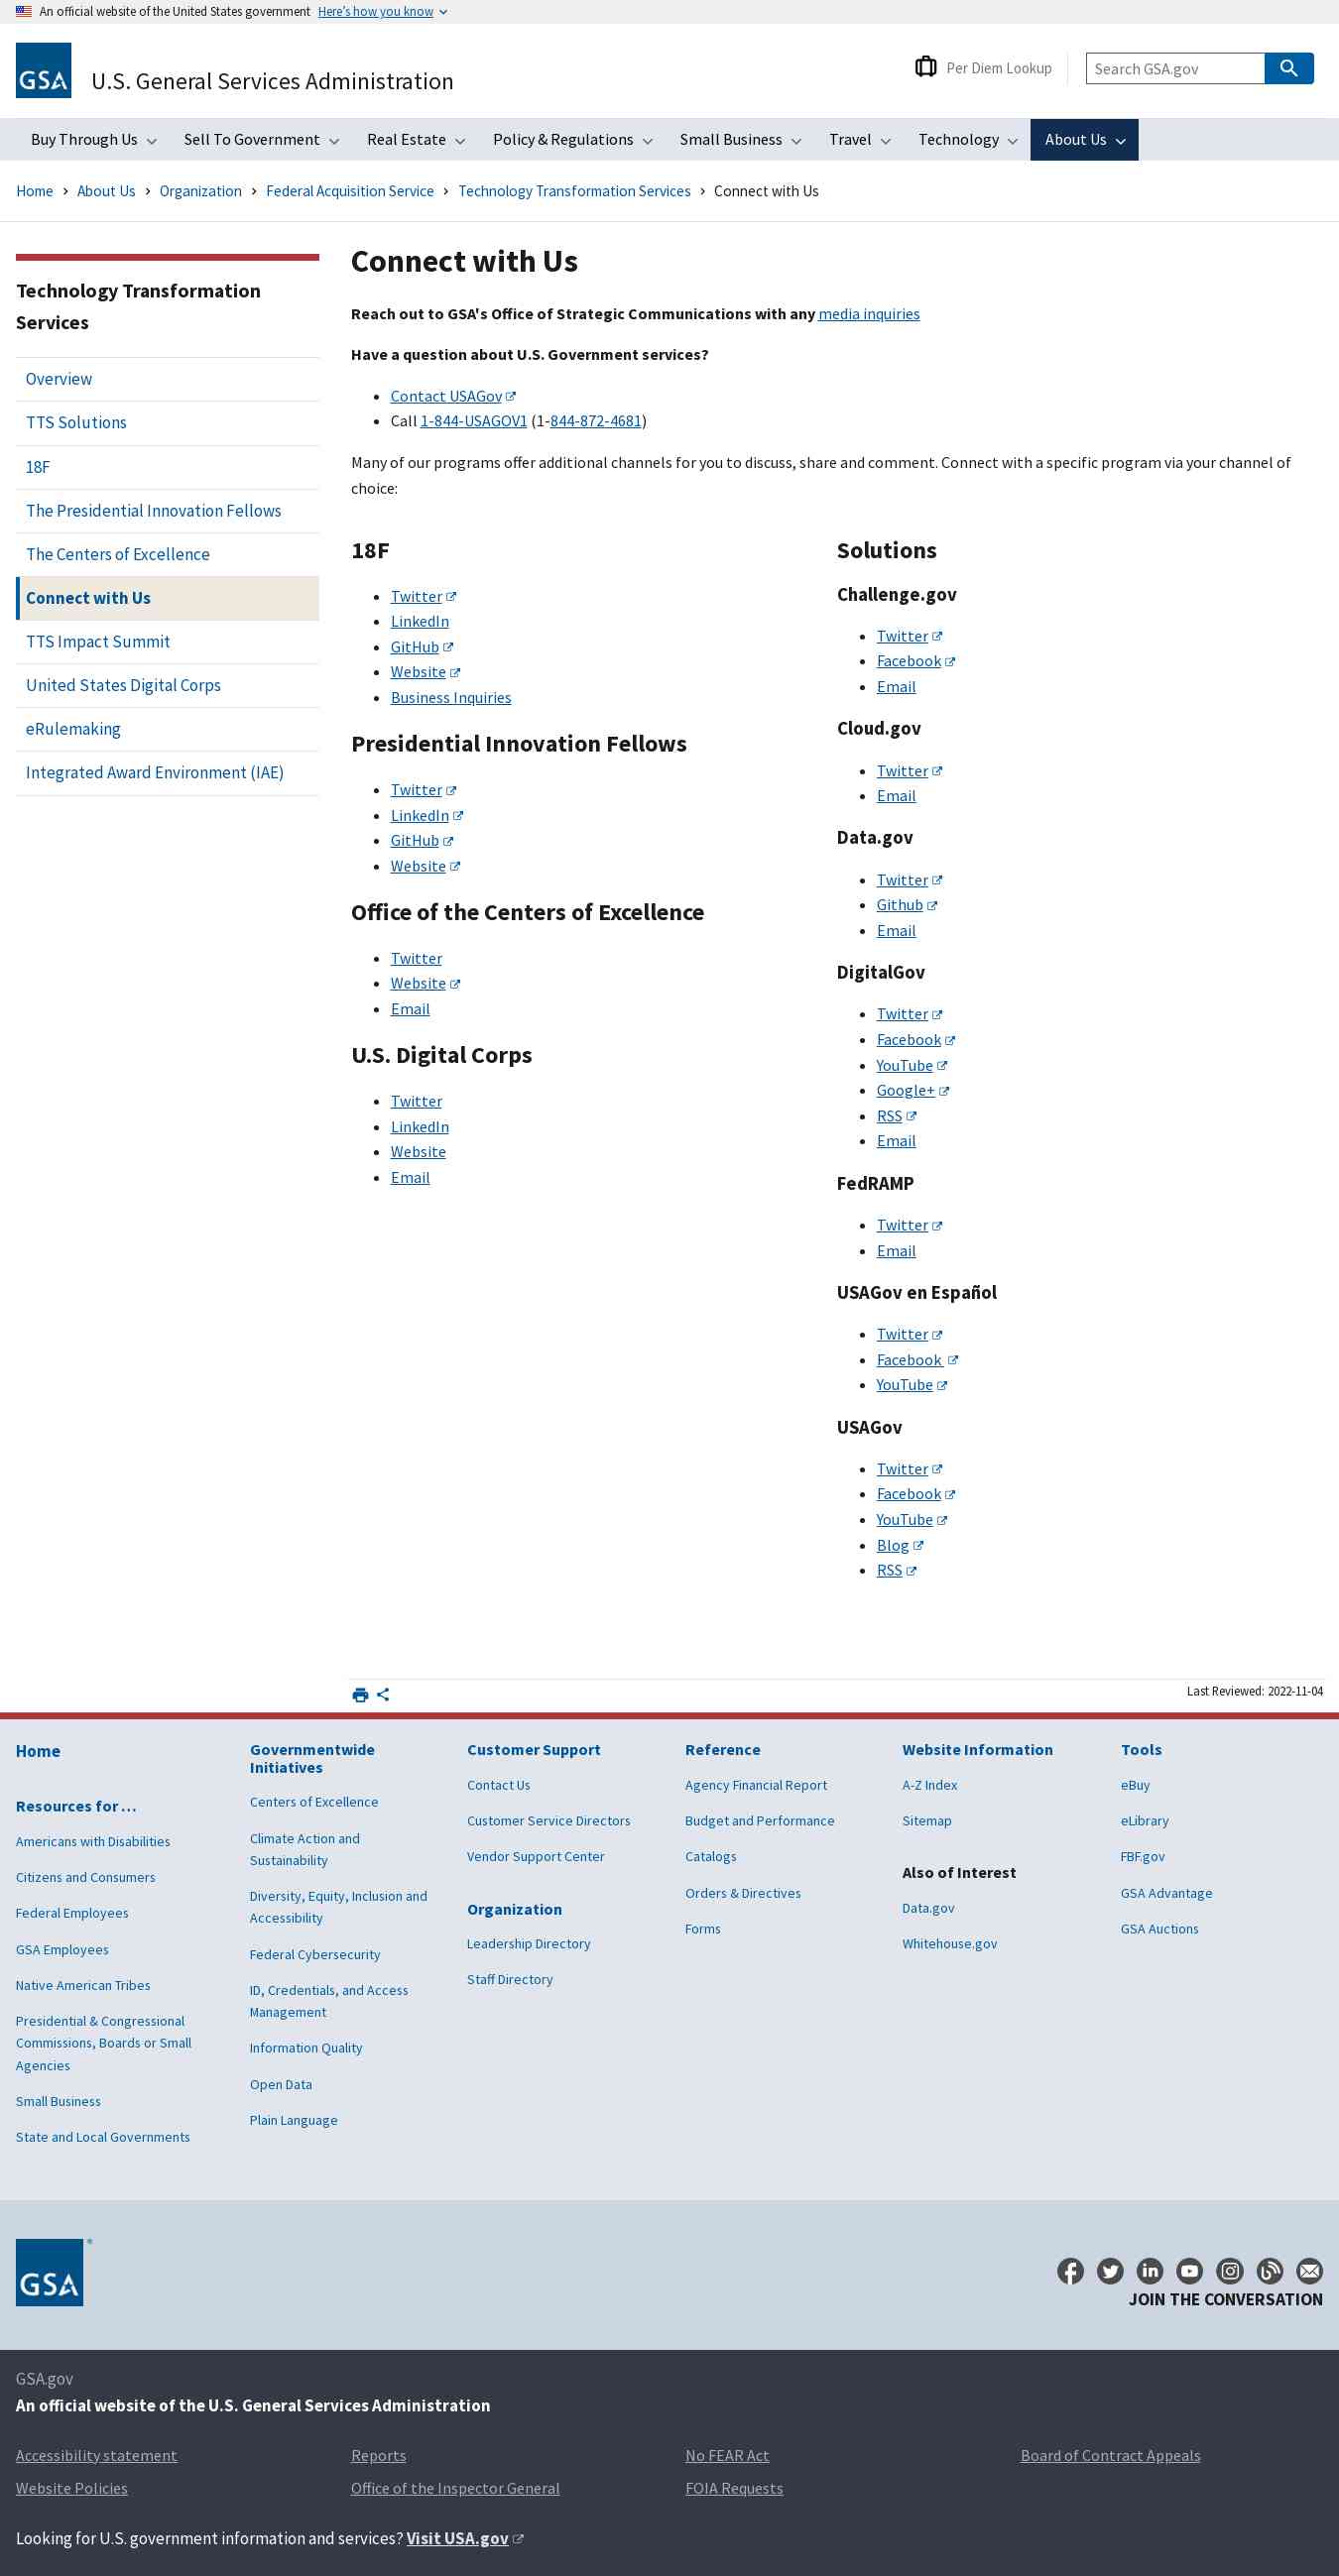 An official website of the United States government Here's how you know
GSA
U.S. General Services Administration
Per Diem Lookup
Search GSA.gov
Buy Through Us Sell To Government Real Estate Policy & Regulations Small Business Travel Technology About Us
Home > About Us > Organization > Federal Acquisition Service > Technology Transformation Services > Connect with Us
Technology Transformation
Services
Overview
TTS Solutions
18F
The Presidential Innovation Fellows
The Centers of Excellence
Connect with Us
TTS Impact Summit
United States Digital Corps
eRulemaking
Integrated Award Environment (IAE)
Connect with Us
Reach out to GSA's Office of Strategic Communications with any media inquiries
Have a question about U.S. Government services?
Contact USAGov
Call 1-844-USAGOV1 (1-844-872-4681)
Many of our programs offer additional channels for you to discuss, share and comment. Connect with a specific program via your channel of
choice:
18F
Twitter
LinkedIn
GitHub
Website
Business Inquiries
Presidential Innovation Fellows
Twitter
LinkedIn
GitHub
Website
Office of the Centers of Excellence
Twitter
Website
Email
U.S. Digital Corps
Twitter
LinkedIn
Website
Email
Solutions
Challenge.gov
Twitter
Facebook
Email
Cloud.gov
Twitter
Email
Data.gov
Twitter
Github
Email
DigitalGov
Twitter
Facebook
YouTube
Google+
RSS
Email
FedRAMP
Twitter
Email
USAGov en Español
Twitter
Facebook
YouTube
USAGov
Twitter
Facebook
YouTube
Blog
RSS
Last Reviewed: 2022-11-04
Home
Resources for …
Americans with Disabilities
Citizens and Consumers
Federal Employees
GSA Employees
Native American Tribes
Presidential & Congressional
Commissions, Boards or Small
Agencies
Small Business
State and Local Governments
Governmentwide
Initiatives
Centers of Excellence
Climate Action and
Sustainability
Diversity, Equity, Inclusion and
Accessibility
Federal Cybersecurity
ID, Credentials, and Access
Management
Information Quality
Open Data
Plain Language
Customer Support
Contact Us
Customer Service Directors
Vendor Support Center
Organization
Leadership Directory
Staff Directory
Reference
Agency Financial Report
Budget and Performance
Catalogs
Orders & Directives
Forms
Website Information
A-Z Index
Sitemap
Also of Interest
Data.gov
Whitehouse.gov
Tools
eBuy
eLibrary
FBF.gov
GSA Advantage
GSA Auctions
GSA
JOIN THE CONVERSATION
GSA.gov
An official website of the U.S. General Services Administration
Accessibility statement Reports No FEAR Act Board of Contract Appeals
Website Policies Office of the Inspector General FOIA Requests
Looking for U.S. government information and services? Visit USA.gov